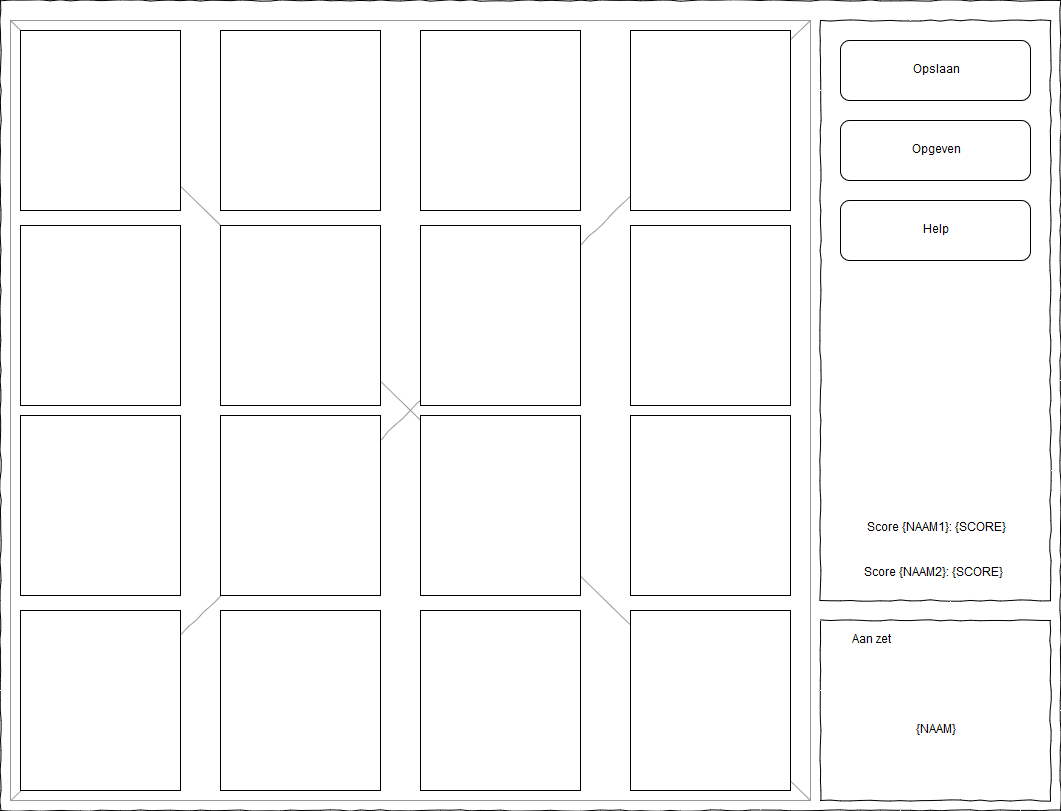 Opslaan
Opgeven
Help
Score {NAAM1}: {SCORE}
Score {NAAM2}: {SCORE}
Aan zet
{NAAM}